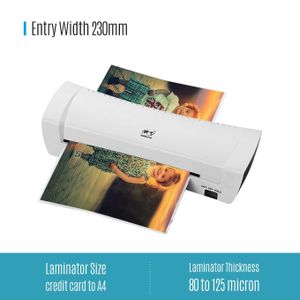 Entry Width 230mm
Laminator Size
credit card to A4
Laminator Thickness
80 to 125 micron